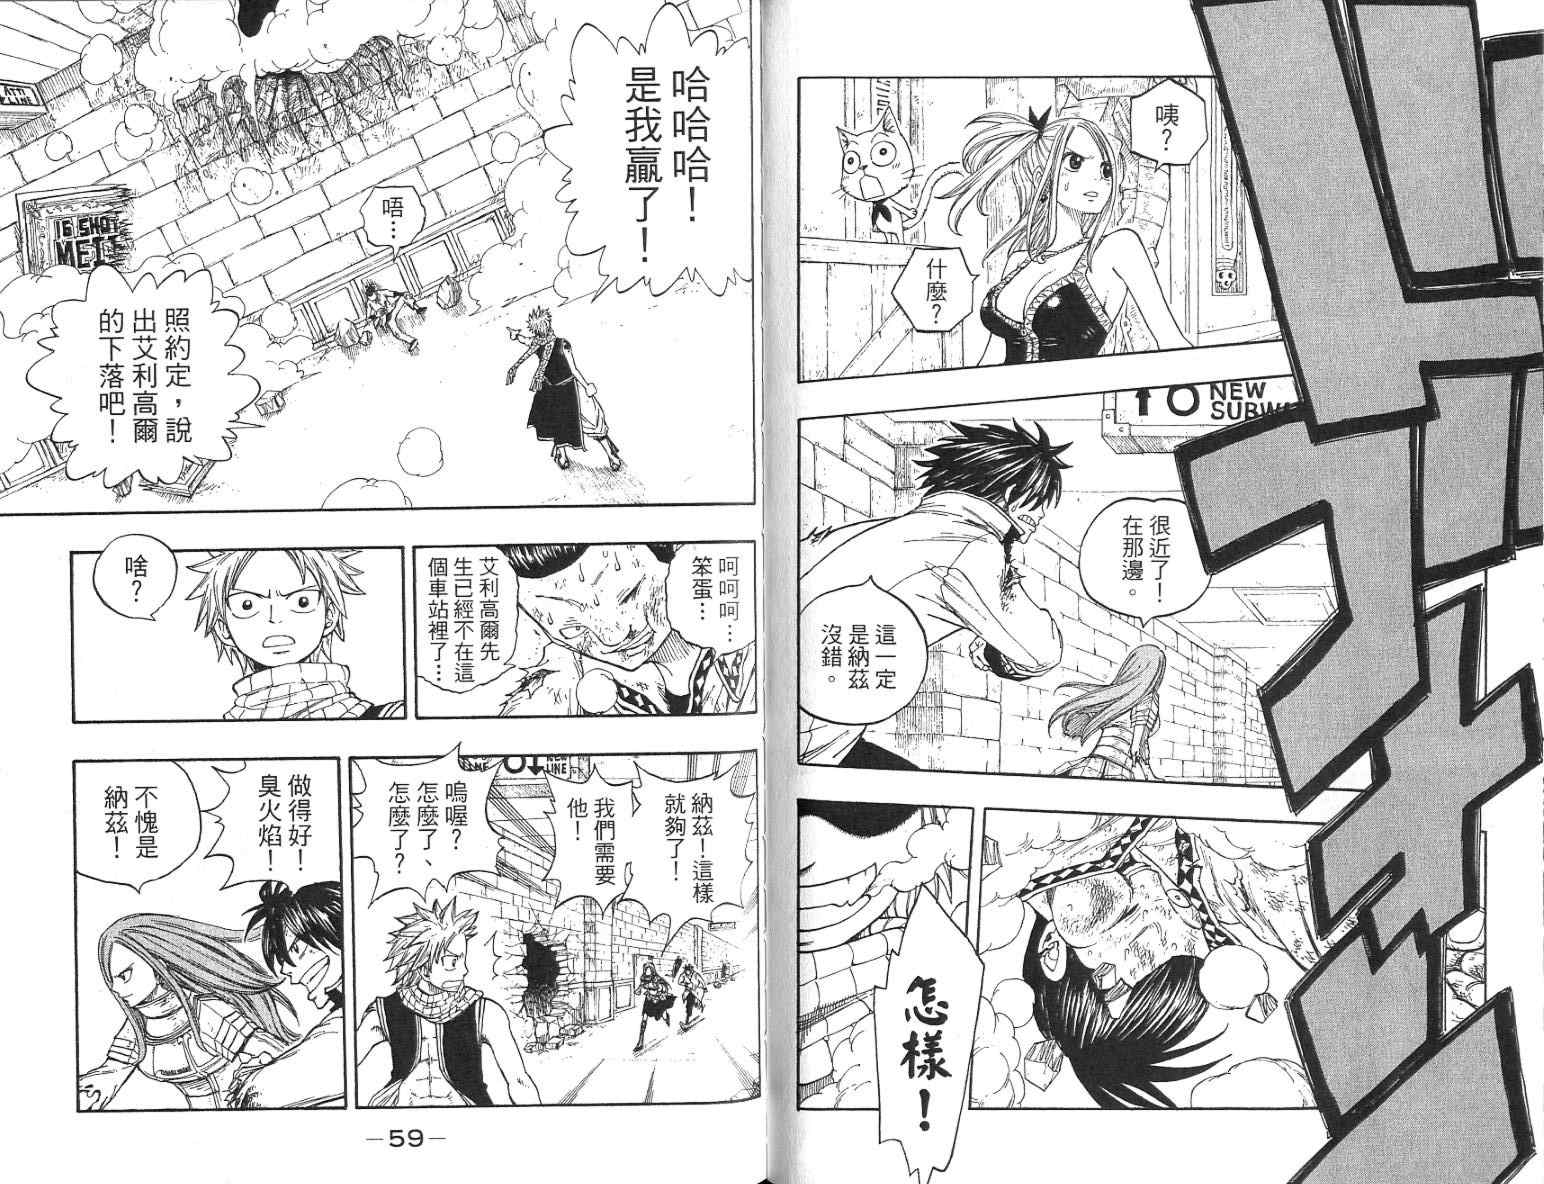 咦？
什麼？
NEW
SUBWA
很近了！
在那邊。
這一定
是納茲
沒錯。
怎樣！
哈哈哈！
是我贏了！
唔…
16 SHOT
照約定，說
出艾利高爾
的下落吧！
呵呵呵…
笨蛋…
艾利高爾先
生已經不在這
個車站裡了…
啥？
NEW
LINE
納茲！這樣
就夠了！
我們需要
他！
嗚喔？
怎麼了、
怎麼了？
做得好！
臭火焰！
不愧是
納茲！
—59—